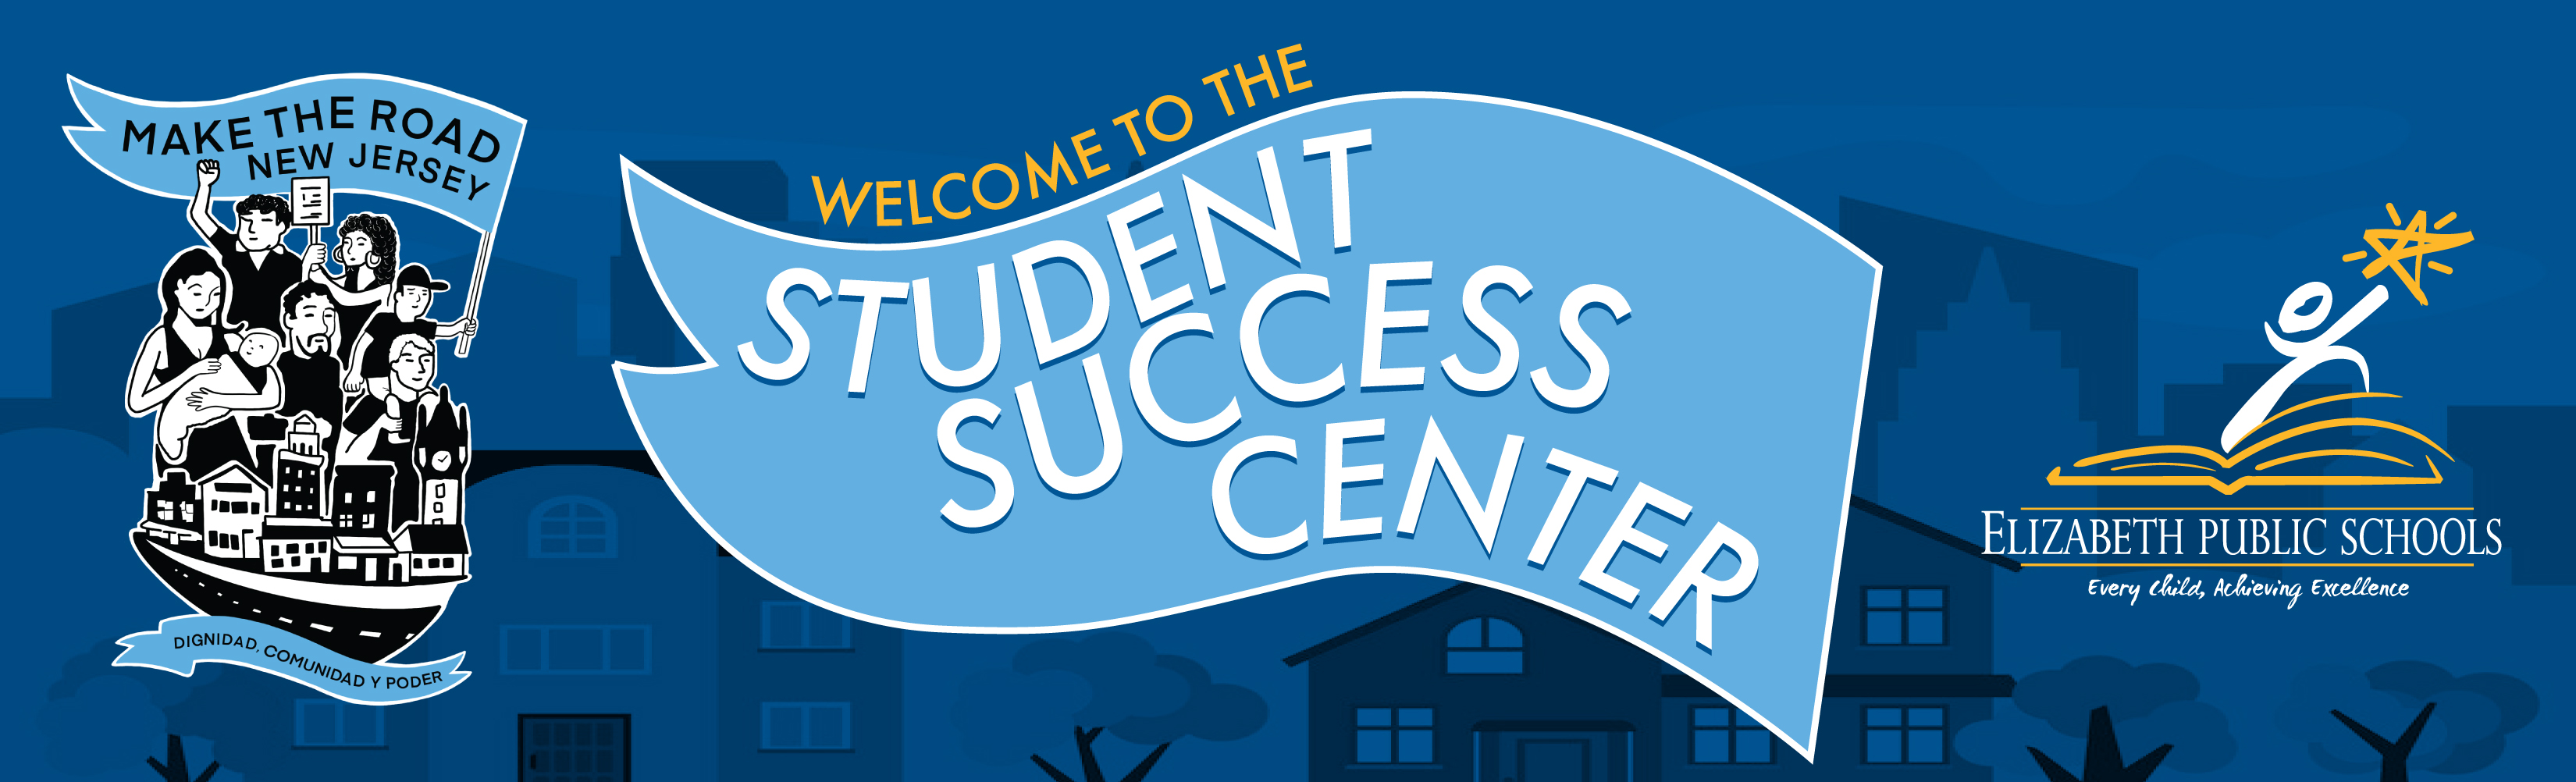 MAKE THE ROAD
NEW JERSEY
DIGNIDAD, COMUNIDAD Y PODER
WELCOME TO THE
STUDENT
SUCCESS
CENTER
ELIZABETH PUBLIC SCHOOLS
Every Child, Achieving Excellence